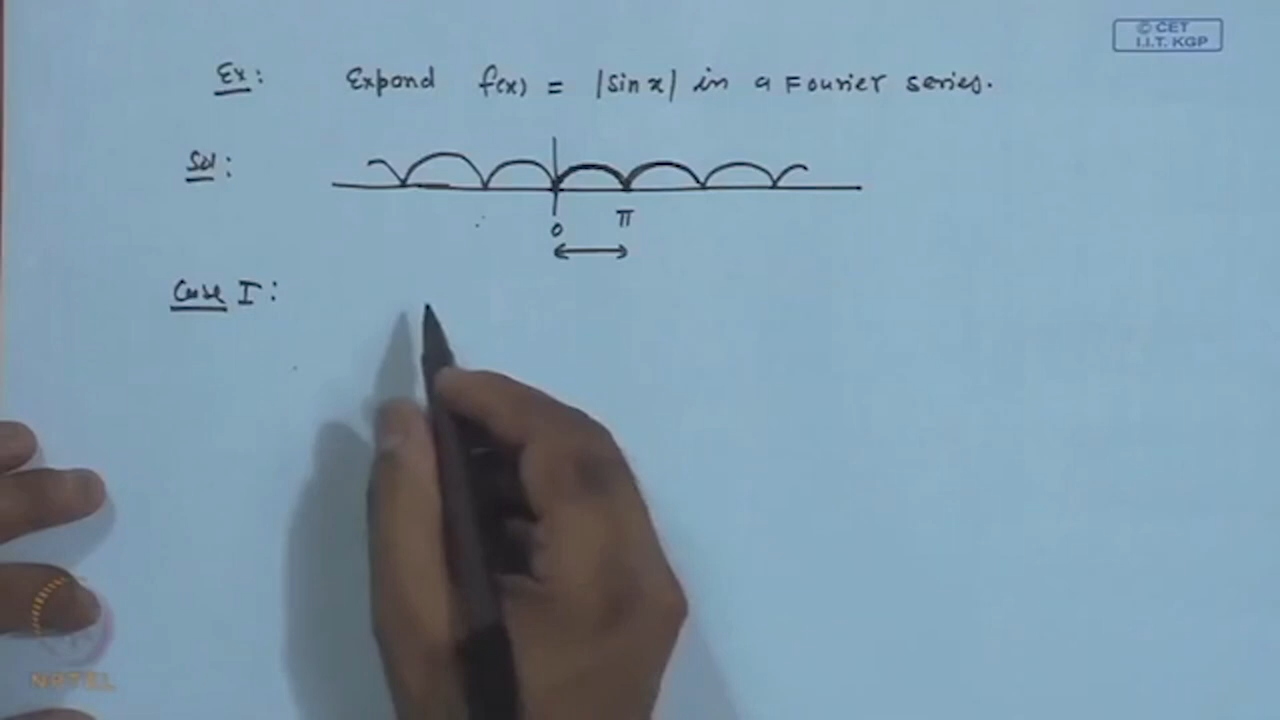 © CET
I.I.T. KGP
Ex: Expand f(x) = |sin x| in a Fourier series.
Sol:
0 π
Case I:
NPTEL